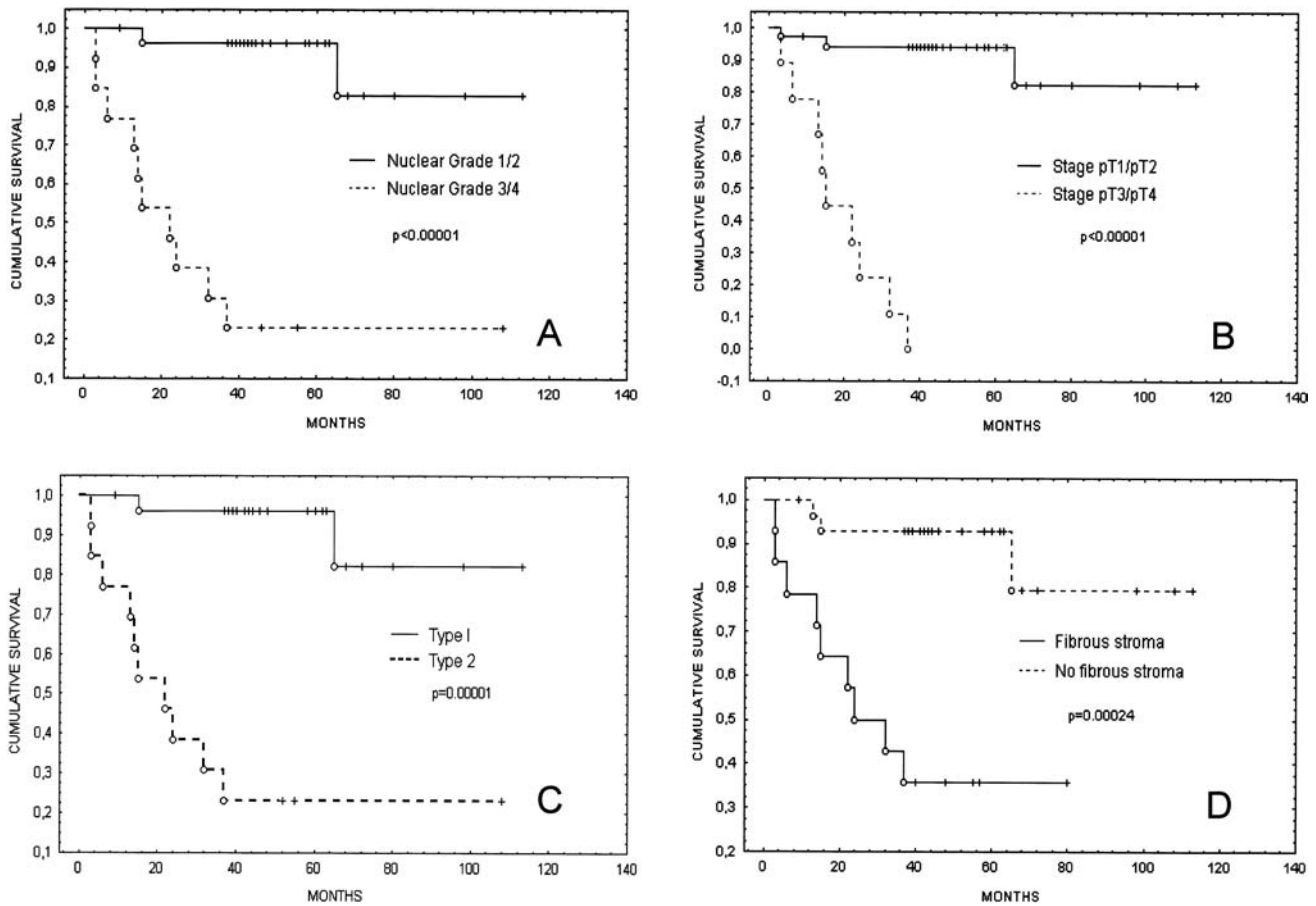 1,0
0,9
0,8
0,7
0,6
0,5
0,4
0,3
0,2
0,1
CUMULATIVE SURVIVAL
Nuclear Grade 1/2
Nuclear Grade 3/4
p<0.00001
A
0 20 40 60 80 100 120 140
MONTHS
1,0
0,9
0,8
0,7
0,6
0,5
0,4
0,3
0,2
0,1
0,0
-0,1
CUMULATIVE SURVIVAL
Stage pT1/pT2
Stage pT3/pT4
p<0.00001
B
0 20 40 60 80 100 120 140
MONTHS
1,0
0,9
0,8
0,7
0,6
0,5
0,4
0,3
0,2
0,1
CUMULATIVE SURVIVAL
Type I
Type 2
p=0.00001
C
0 20 40 60 80 100 120 140
MONTHS
1,0
0,9
0,8
0,7
0,6
0,5
0,4
0,3
0,2
CUMULATIVE SURVIVAL
Fibrous stroma
No fibrous stroma
p=0.00024
D
0 20 40 60 80 100 120 140
MONTHS